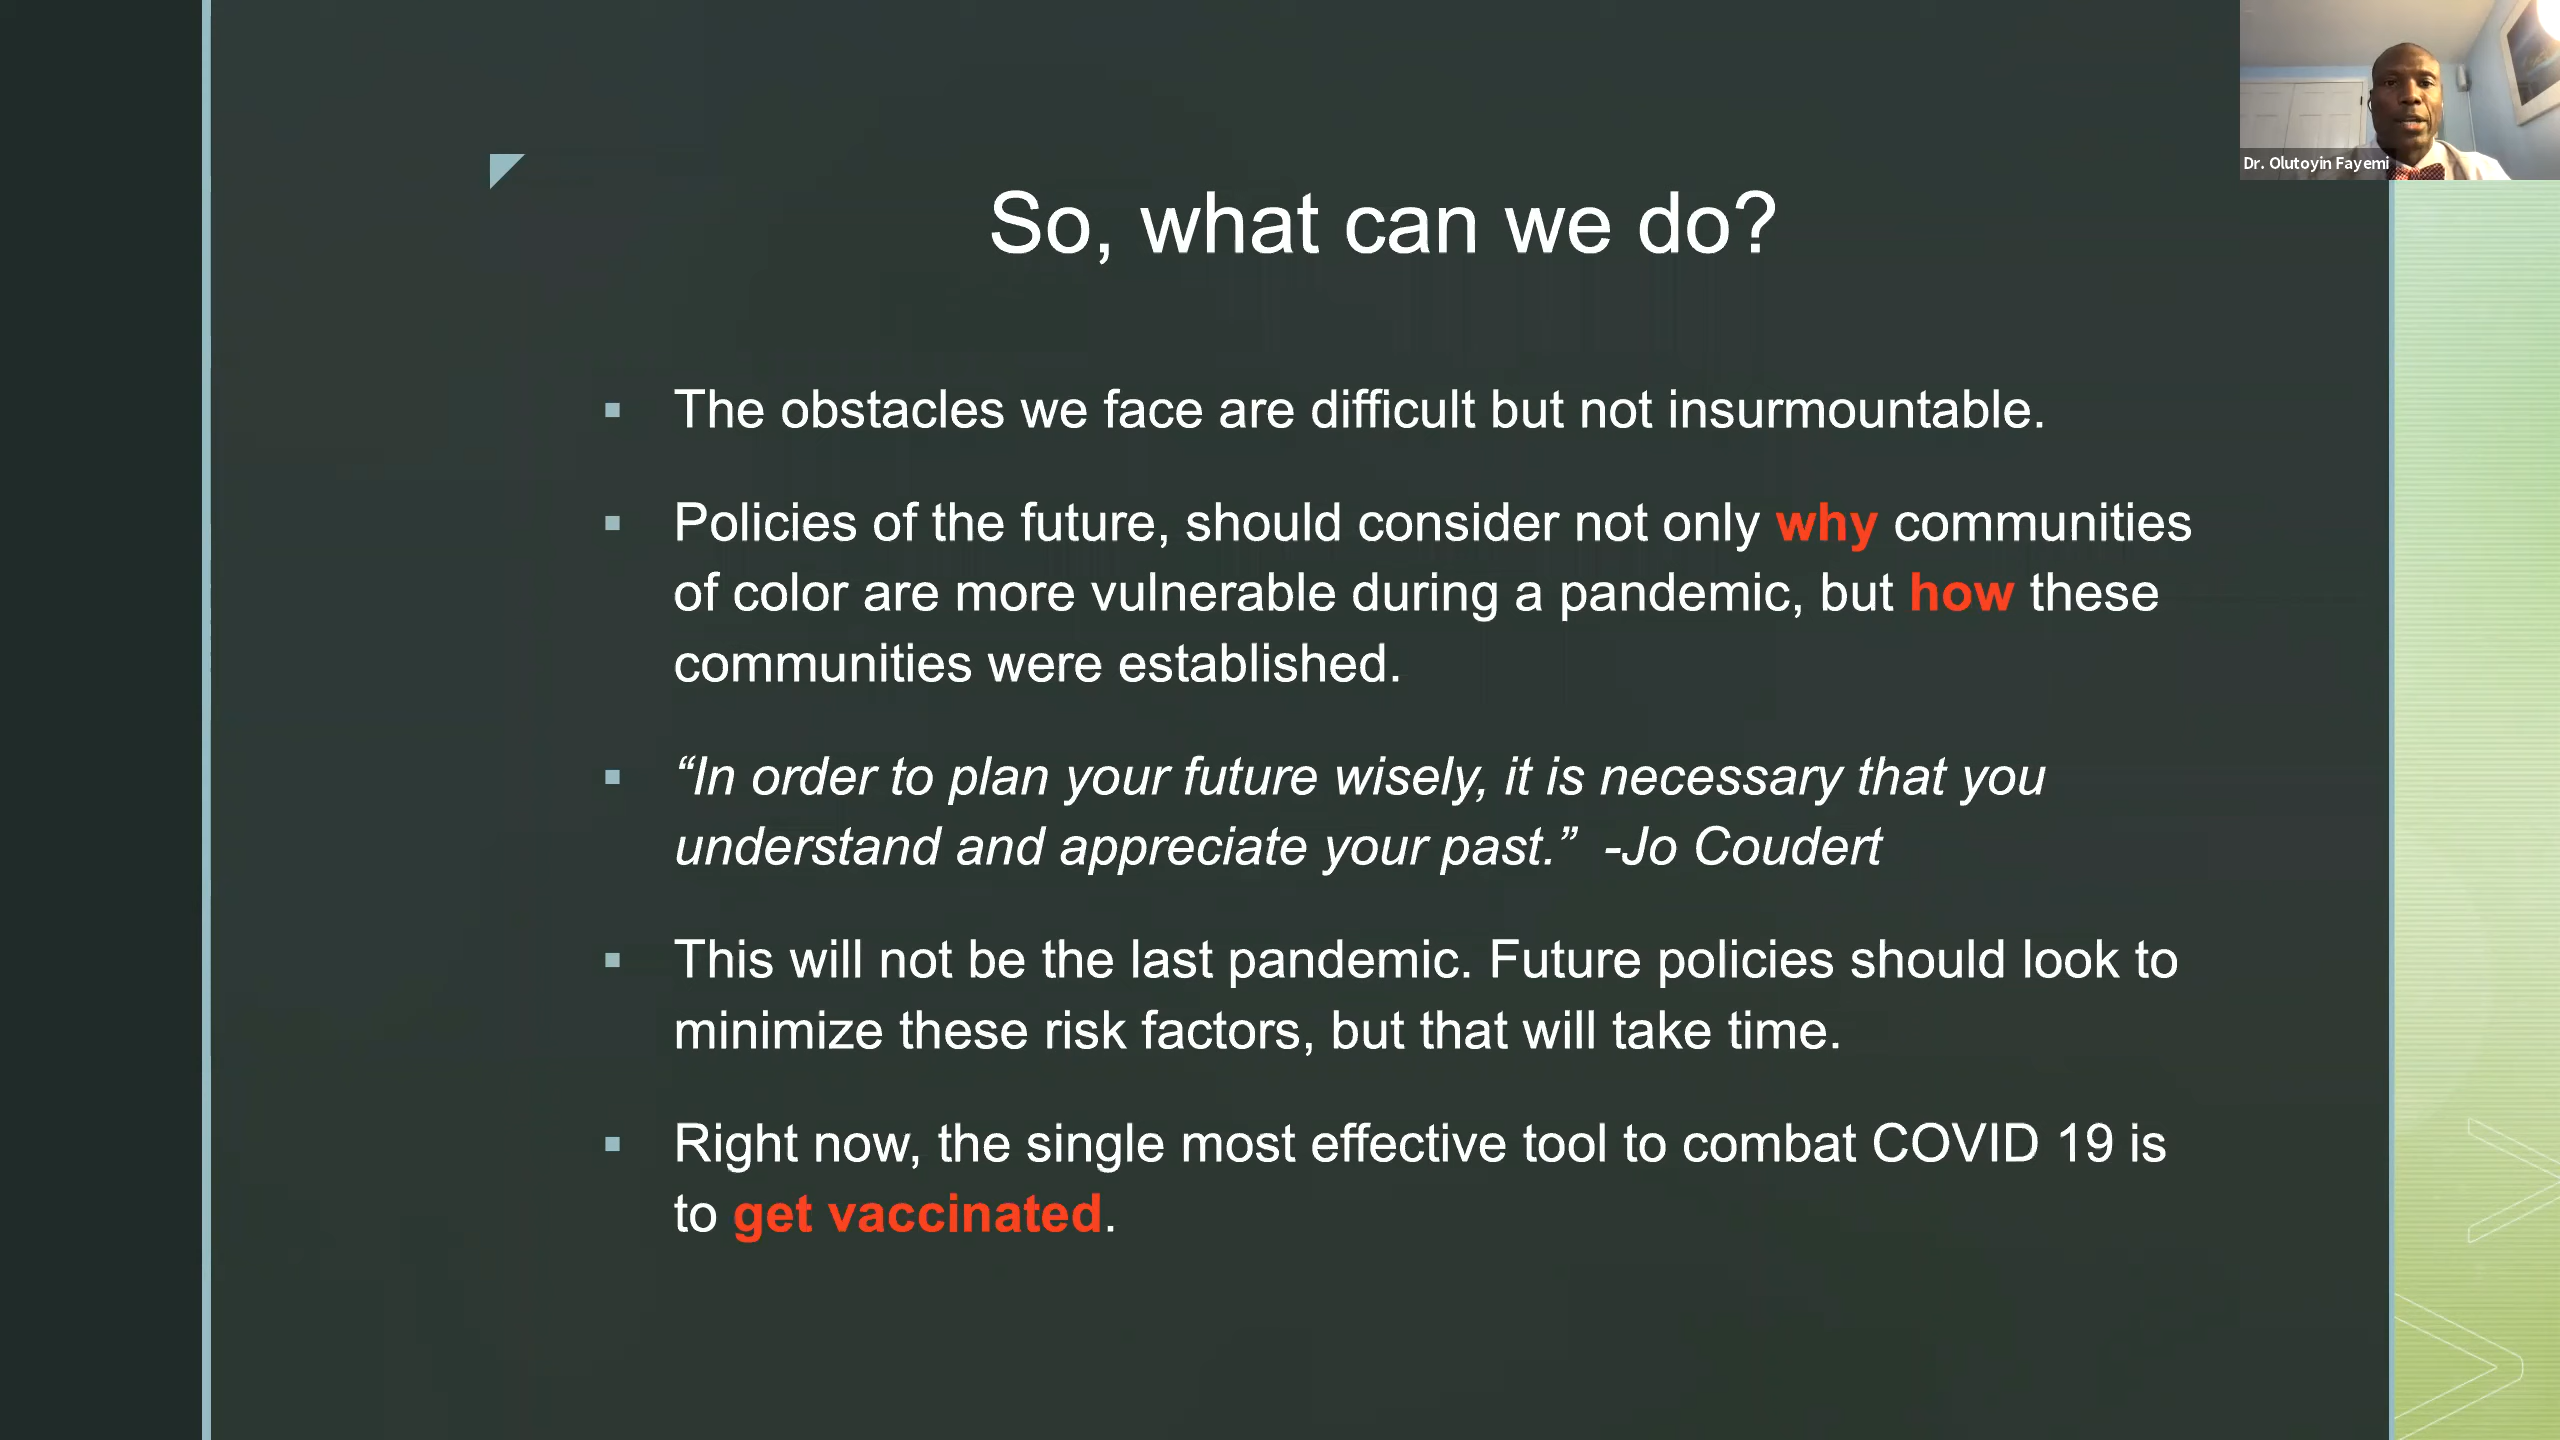 Dr. Olutoyin Fayemi
So, what can we do?
▪ The obstacles we face are difficult but not insurmountable.
▪ Policies of the future, should consider not only why communities
of color are more vulnerable during a pandemic, but how these
communities were established.
▪ “In order to plan your future wisely, it is necessary that you
understand and appreciate your past.”  -Jo Coudert
▪ This will not be the last pandemic. Future policies should look to
minimize these risk factors, but that will take time.
▪ Right now, the single most effective tool to combat COVID 19 is
to get vaccinated.